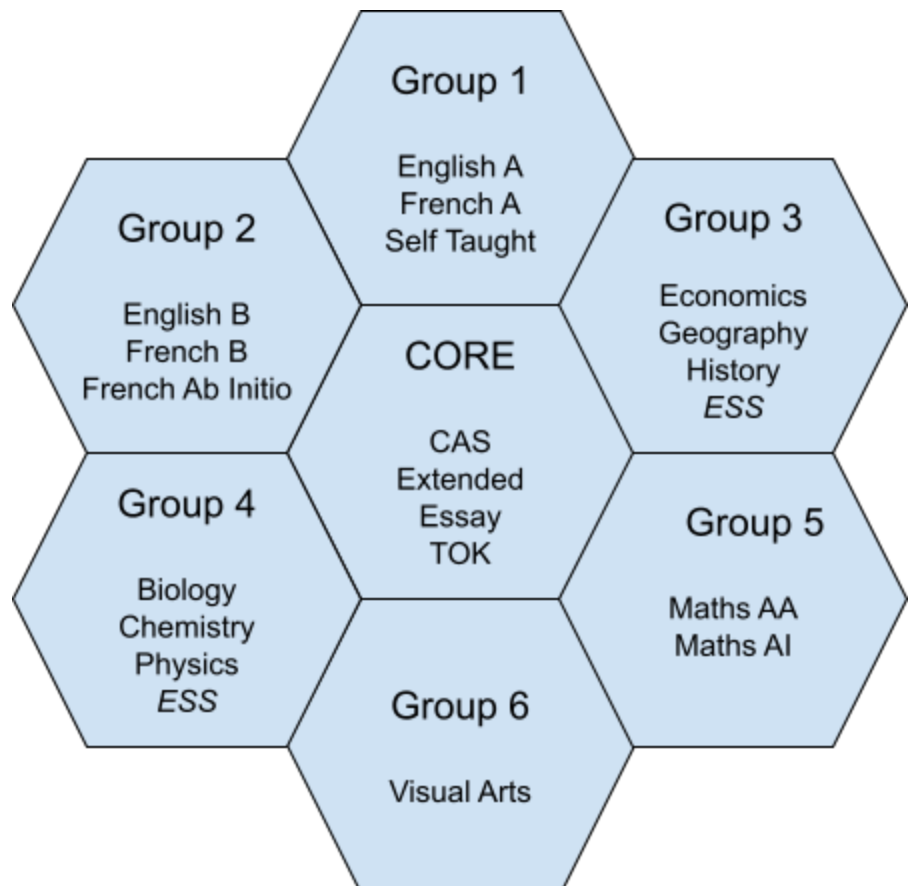 Group 1
English A
French A
Self Taught
Group 2
English B
French B
French Ab Initio
Group 3
Economics
Geography
History
ESS
CORE
CAS
Extended
Essay
TOK
Group 4
Biology
Chemistry
Physics
ESS
Group 5
Maths AA
Maths AI
Group 6
Visual Arts